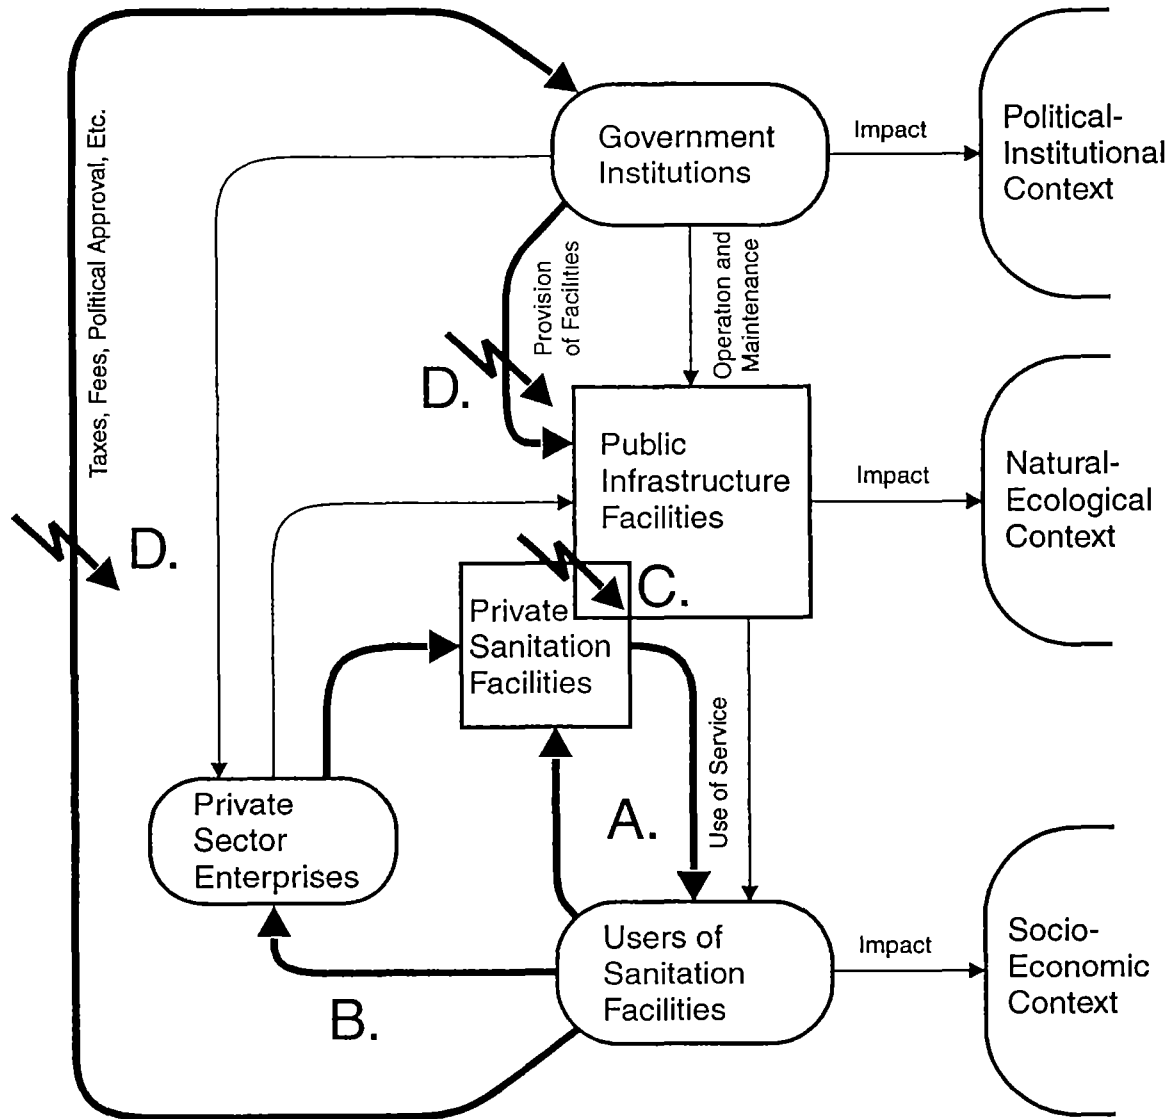 Taxes, Fees, Political Approval, Etc.
Government
Institutions
Impact
Political-
Institutional
Context
Provision
of Facilities
Operation and
Maintenance
D.
Public
Infrastructure
Facilities
Impact
Natural-
Ecological
Context
D.
C.
Private
Sanitation
Facilities
Use of Service
A.
Private
Sector
Enterprises
B.
Users of
Sanitation
Facilities
Impact
Socio-
Economic
Context